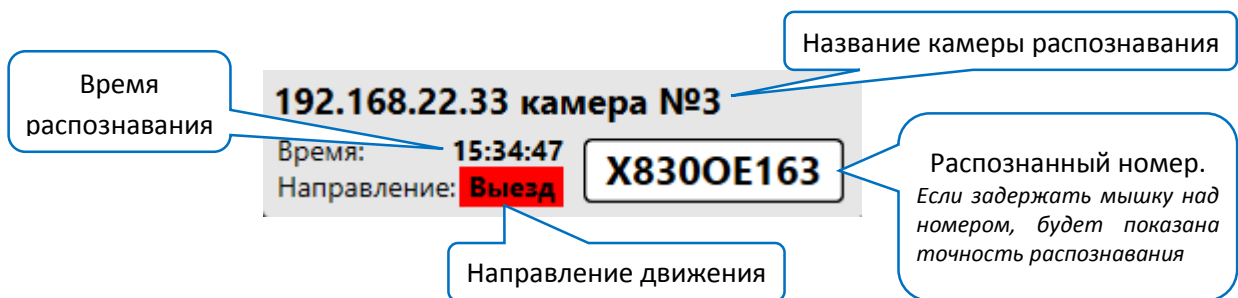 Название камеры распознавания
Время
распознавания
192.168.22.33 камера №3
Время: 15:34:47
Направление: Выезд
X830OE163
Распознанный номер.
Если задержать мышку над
номером, будет показана
точность распознавания
Направление движения